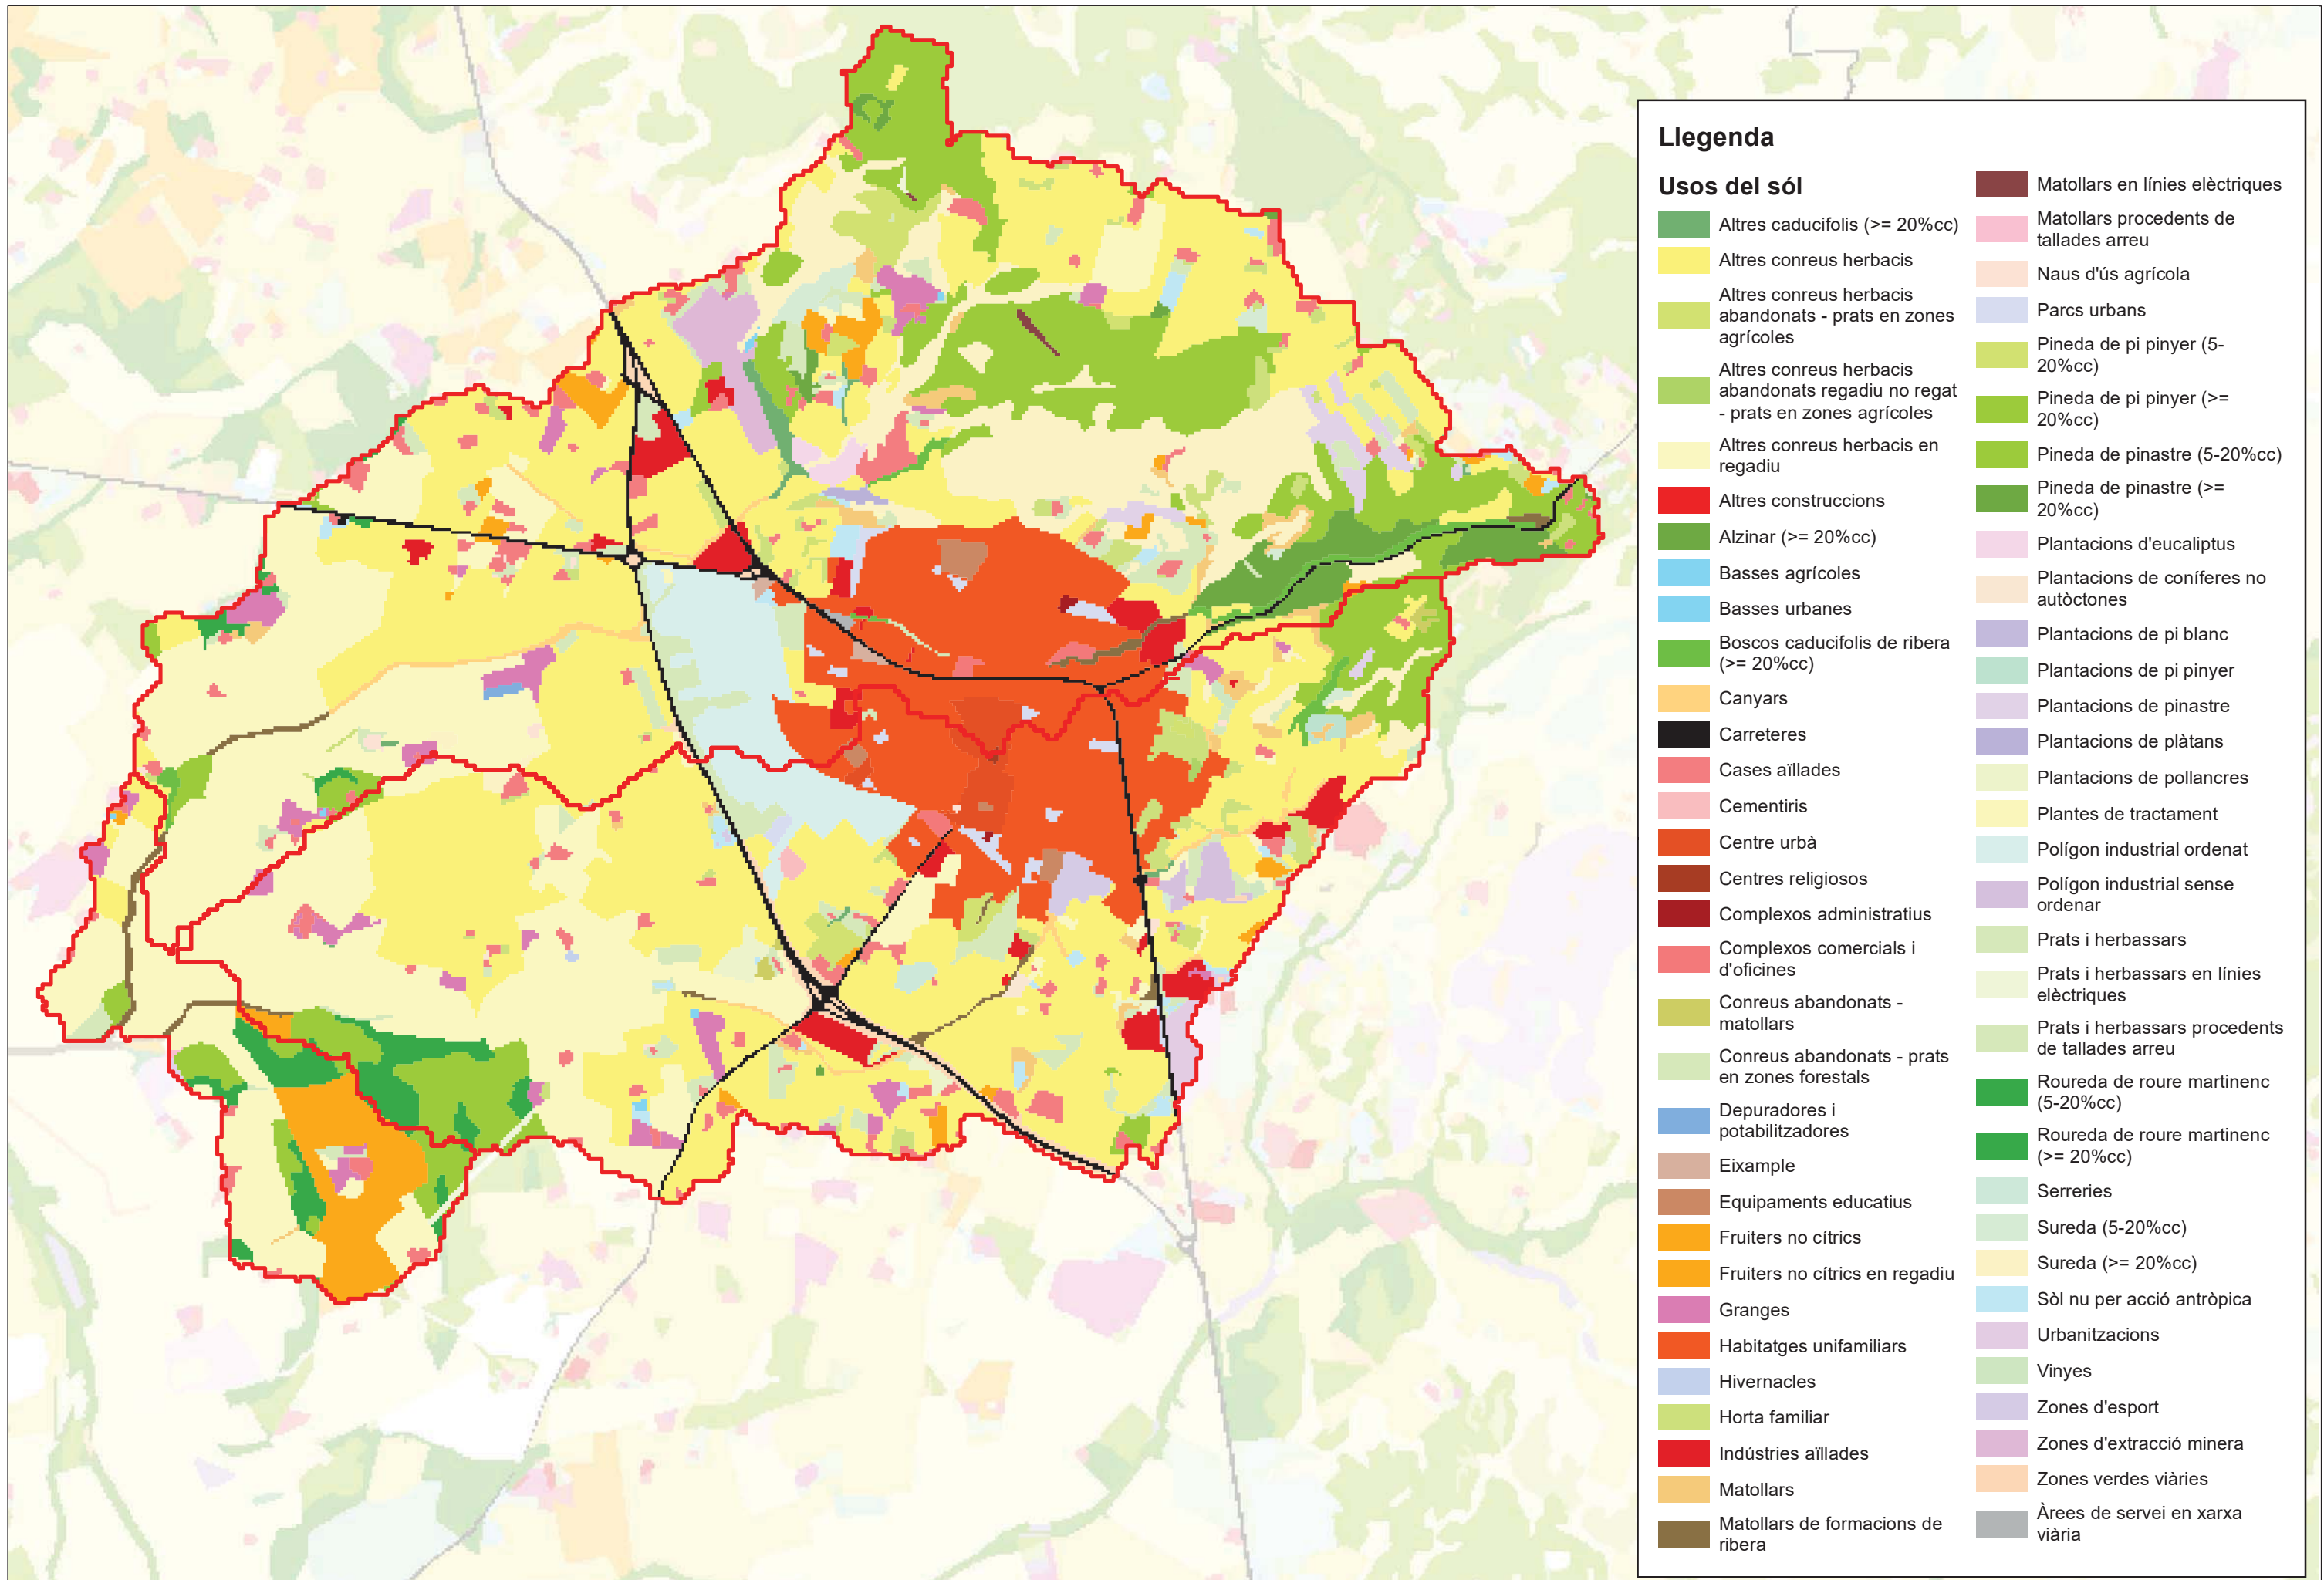 Llegenda
Usos del sól
Altres caducifolis (>= 20%cc)
Altres conreus herbacis
Altres conreus herbacis
abandonats - prats en zones
agrícoles
Altres conreus herbacis
abandonats regadiu no regat
- prats en zones agrícoles
Altres conreus herbacis en
regadiu
Altres construccions
Alzinar (>= 20%cc)
Basses agrícoles
Basses urbanes
Boscos caducifolis de ribera
(>= 20%cc)
Canyars
Carreteres
Cases aïllades
Cementiris
Centre urbà
Centres religiosos
Complexos administratius
Complexos comercials i
d'oficines
Conreus abandonats -
matollars
Conreus abandonats - prats
en zones forestals
Depuradores i
potabilitzadores
Eixample
Equipaments educatius
Fruiters no cítrics
Fruiters no cítrics en regadiu
Granges
Habitatges unifamiliars
Hivernacles
Horta familiar
Indústries aïllades
Matollars
Matollars de formacions de
ribera
Matollars en línies elèctriques
Matollars procedents de
tallades arreu
Naus d'ús agrícola
Parcs urbans
Pineda de pi pinyer (5-
20%cc)
Pineda de pi pinyer (>=
20%cc)
Pineda de pinastre (5-20%cc)
Pineda de pinastre (>=
20%cc)
Plantacions d'eucaliptus
Plantacions de coníferes no
autòctones
Plantacions de pi blanc
Plantacions de pi pinyer
Plantacions de pinastre
Plantacions de plàtans
Plantacions de pollancres
Plantes de tractament
Polígon industrial ordenat
Polígon industrial sense
ordenar
Prats i herbassars
Prats i herbassars en línies
elèctriques
Prats i herbassars procedents
de tallades arreu
Roureda de roure martinenc
(5-20%cc)
Roureda de roure martinenc
(>= 20%cc)
Serreries
Sureda (5-20%cc)
Sureda (>= 20%cc)
Sòl nu per acció antròpica
Urbanitzacions
Vinyes
Zones d'esport
Zones d'extracció minera
Zones verdes viàries
Àrees de servei en xarxa
viària